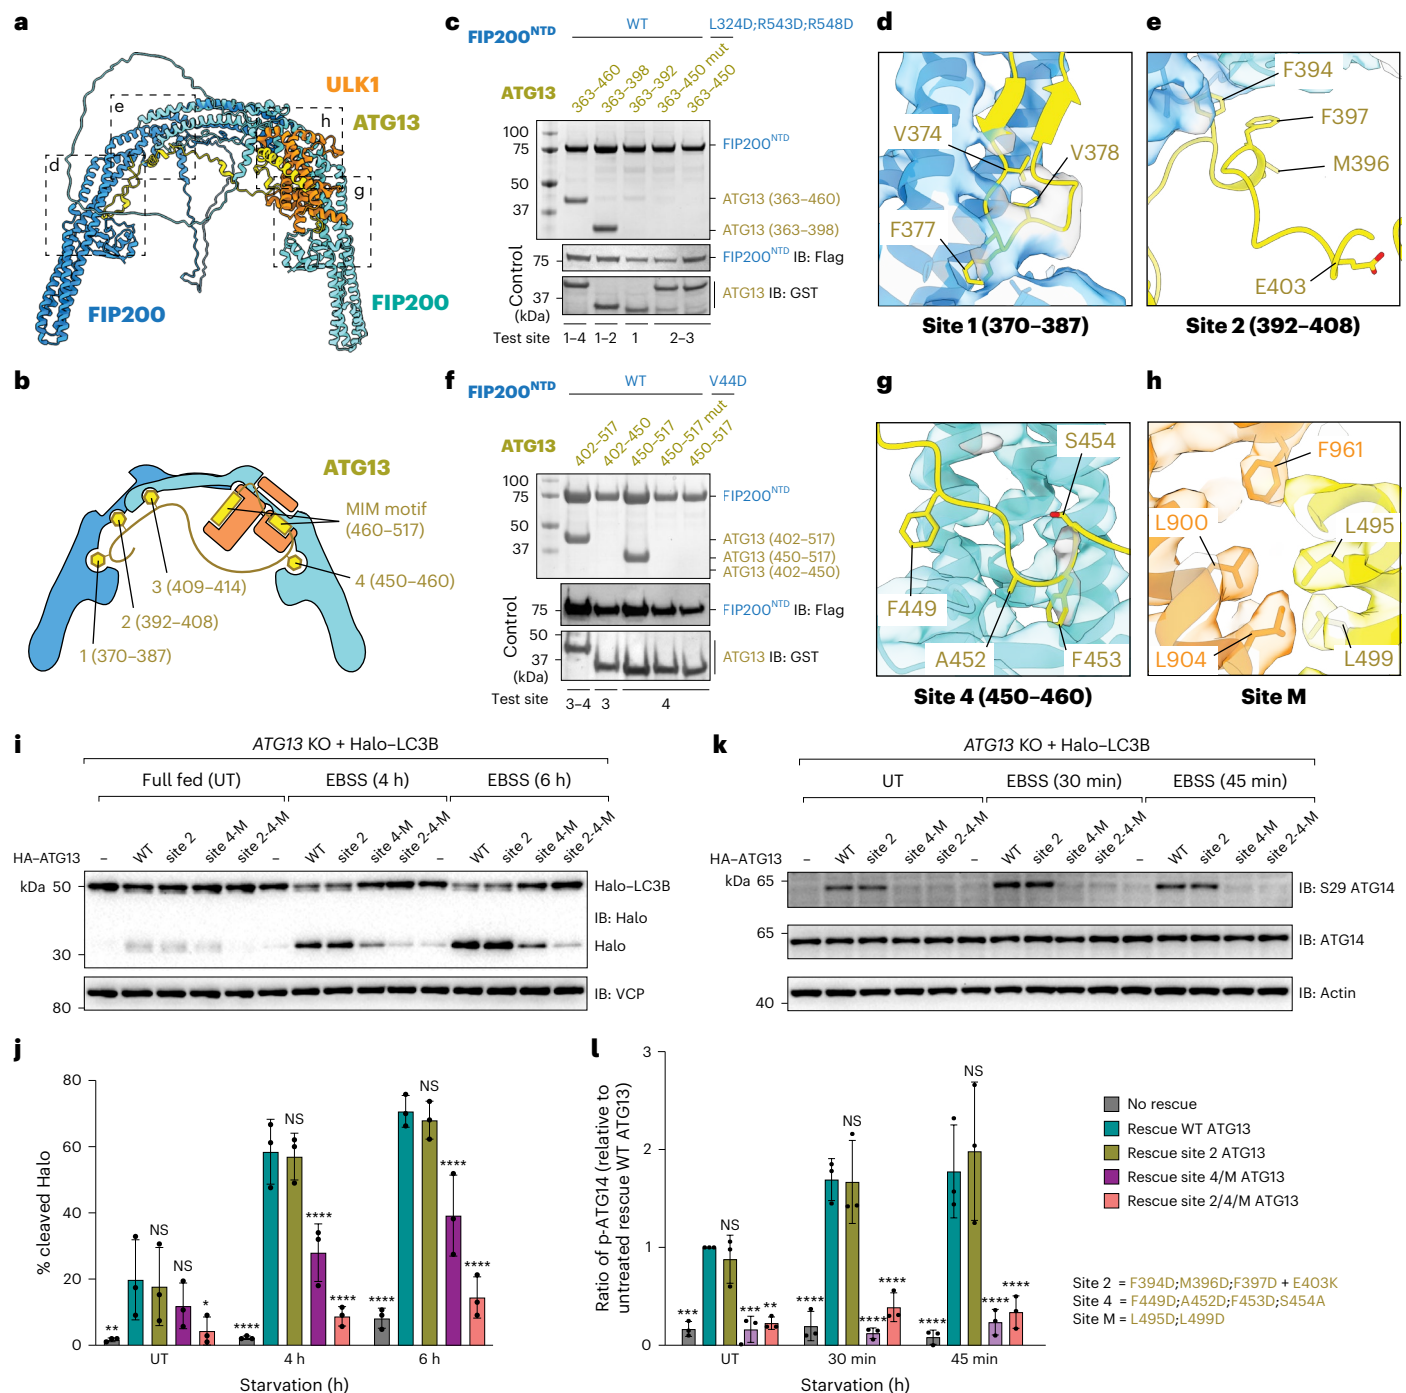 a
ULK1
ATG13
e
h
d
g
FIP200
FIP200
b
ATG13
MIM motif
(460–517)
3 (409–414)
4 (450–460)
2 (392–408)
1 (370–387)
c
FIP200NTD
WT
L324D;R543D;R548D
ATG13
363–460
363–398
363–392
363–450 mut
363–450
100
75
50
37
FIP200NTD
ATG13 (363–460)
ATG13 (363–398)
Control
75
FIP200NTD IB: Flag
37
(kDa)
ATG13 IB: GST
Test site
1–4
1–2
1
2–3
d
V374
V378
F377
Site 1 (370–387)
e
F394
F397
M396
E403
Site 2 (392–408)
f
FIP200NTD
WT
V44D
ATG13
402–517
402–450
450–517
450–517 mut
450–517
100
75
50
37
FIP200NTD
ATG13 (402–517)
ATG13 (450–517)
ATG13 (402–450)
Control
75
FIP200NTD IB: Flag
50
37
(kDa)
ATG13 IB: GST
Test site
3–4
3
4
g
S454
F449
A452
F453
Site 4 (450–460)
h
F961
L900
L495
L904
L499
Site M
i
ATG13 KO + Halo–LC3B
Full fed (UT)
EBSS (4 h)
EBSS (6 h)
HA–ATG13
–
WT
site 2
site 4-M
site 2-4-M
–
WT
site 2
site 4-M
site 2-4-M
–
WT
site 2
site 4-M
site 2-4-M
kDa 50
30
Halo–LC3B
IB: Halo
Halo
80
IB: VCP
k
ATG13 KO + Halo–LC3B
UT
EBSS (30 min)
EBSS (45 min)
HA–ATG13
–
WT
site 2
site 4-M
site 2-4-M
–
WT
site 2
site 4-M
site 2-4-M
–
WT
site 2
site 4-M
site 2-4-M
kDa 65
IB: S29 ATG14
65
IB: ATG14
40
IB: Actin
j
% cleaved Halo
80
60
40
20
0
**
NS
NS
*
****
NS
****
****
****
NS
****
****
UT
4 h
6 h
Starvation (h)
l
Ratio of p-ATG14 (relative to
untreated rescue WT ATG13)
3
2
1
0
***
NS
***
**
****
NS
****
****
****
NS
****
****
UT
30 min
45 min
Starvation (h)
No rescue
Rescue WT ATG13
Rescue site 2 ATG13
Rescue site 4/M ATG13
Rescue site 2/4/M ATG13
Site 2 = F394D;M396D;F397D + E403K
Site 4 = F449D;A452D;F453D;S454A
Site M = L495D;L499D